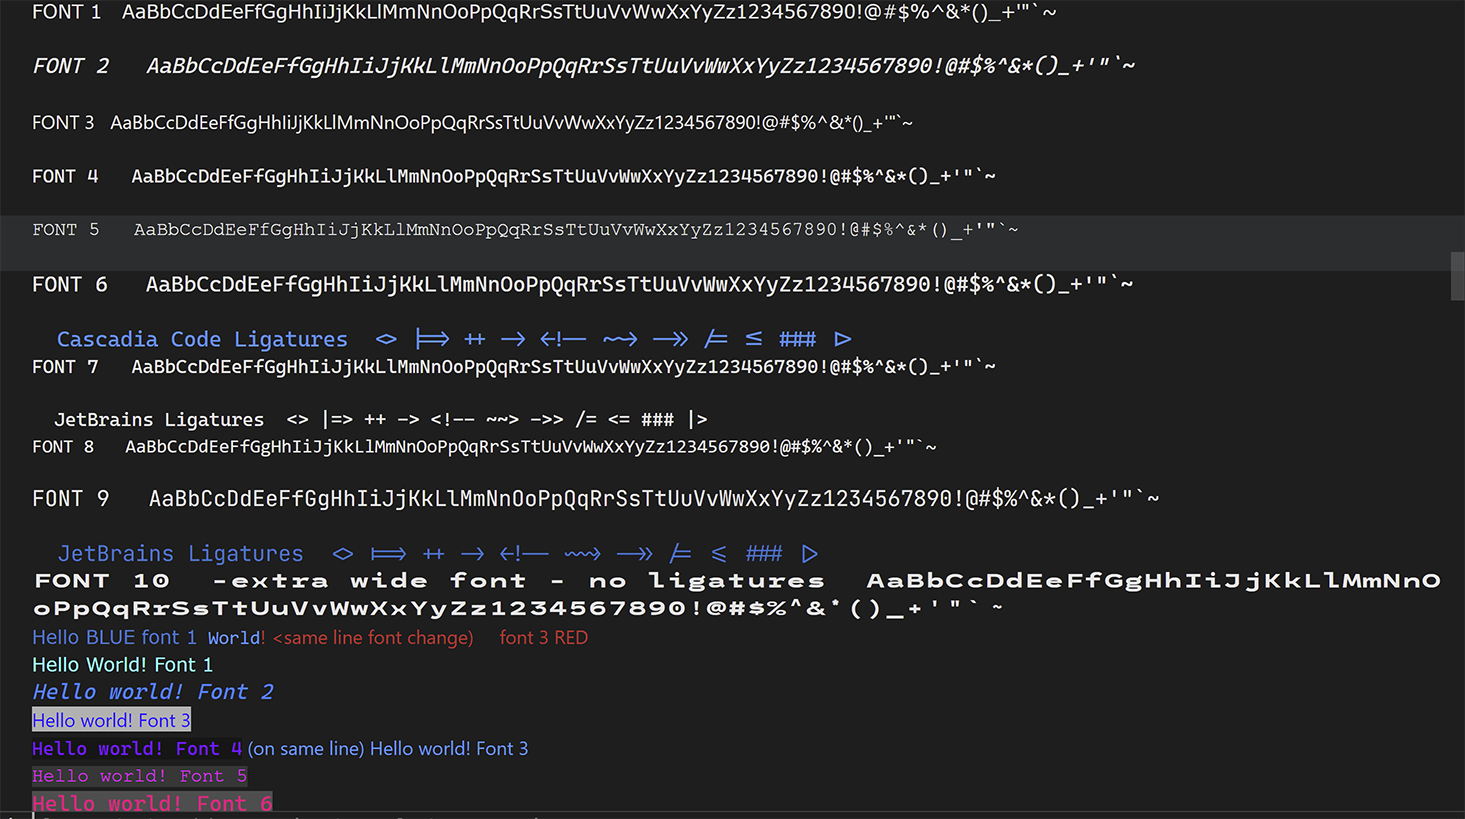 FONT 1 AaBbCcDdEeFfGgHhIiJjKkLlMmNnOoPpQqRrSsTtUuVvWwXxYyZz1234567890!@#$%^&*()_+'"`~
FONT 2 AaBbCcDdEeFfGgHhIiJjKkLlMmNnOoPpQqRrSsTtUuVvWwXxYyZz1234567890!@#$%^&*()_+'"`~
FONT 3 AaBbCcDdEeFfGgHhIiJjKkLlMmNnOoPpQqRrSsTtUuVvWwXxYyZz1234567890!@#$%^&*()_+'"`~
FONT 4 AaBbCcDdEeFfGgHhIiJjKkLlMmNnOoPpQqRrSsTtUuVvWwXxYyZz1234567890!@#$%^&*()_+'"`~
FONT 5 AaBbCcDdEeFfGgHhIiJjKkLlMmNnOoPpQqRrSsTtUuVvWwXxYyZz1234567890!@#$%^&*()_+'"`~
FONT 6 AaBbCcDdEeFfGgHhIiJjKkLlMmNnOoPpQqRrSsTtUuVvWwXxYyZz1234567890!@#$%^&*()_+'"`~
Cascadia Code Ligatures <> |=> ++ -> <!-- ~~> ->> /= <= ### |>
FONT 7 AaBbCcDdEeFfGgHhIiJjKkLlMmNnOoPpQqRrSsTtUuVvWwXxYyZz1234567890!@#$%^&*()_+'"`~
JetBrains Ligatures <> |=> ++ -> <!-- ~~> ->> /= <= ### |>
FONT 8 AaBbCcDdEeFfGgHhIiJjKkLlMmNnOoPpQqRrSsTtUuVvWwXxYyZz1234567890!@#$%^&*()_+'"`~
FONT 9 AaBbCcDdEeFfGgHhIiJjKkLlMmNnOoPpQqRrSsTtUuVvWwXxYyZz1234567890!@#$%^&*()_+'"`~
JetBrains Ligatures <> |=> ++ -> <!-- ~~> ->> /= <= ### |>
FONT 10 -extra wide font - no ligatures AaBbCcDdEeFfGgHhIiJjKkLlMmNnO
oPpQqRrSsTtUuVvWwXxYyZz1234567890!@#$%^&*()_+'"`~
Hello BLUE font 1 World! <same line font change) font 3 RED
Hello World! Font 1
Hello world! Font 2
Hello world! Font 3
Hello world! Font 4 (on same line) Hello world! Font 3
Hello world! Font 5
Hello world! Font 6